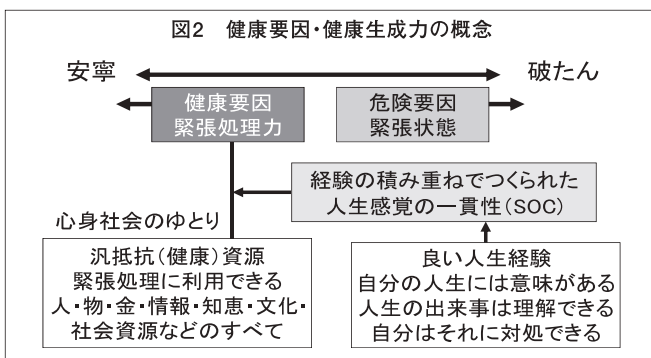 図2　健康要因・健康生成力の概念
安寧
破たん
健康要因
緊張処理力
危険要因
緊張状態
経験の積み重ねでつくられた
人生感覚の一貫性(SOC)
心身社会のゆとり
汎抵抗(健康)資源
緊張処理に利用できる
人・物・金・情報・知恵・文化・
社会資源などのすべて
良い人生経験
自分の人生には意味がある
人生の出来事は理解できる
自分はそれに対処できる